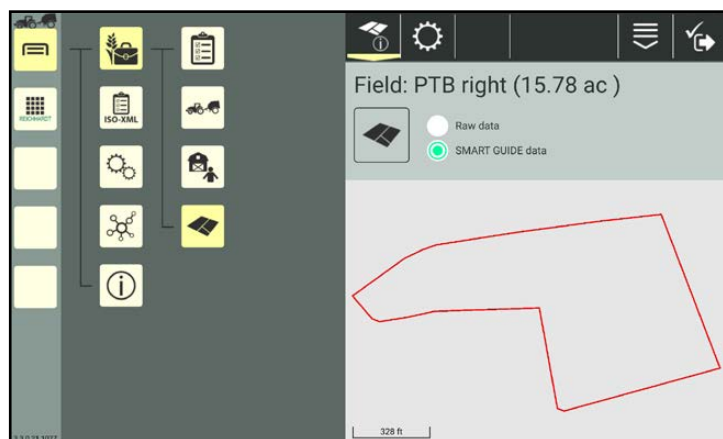 REICHHARDT
ISO-XML
Field: PTB right (15.78 ac )
Raw data
SMART GUIDE data
328 ft